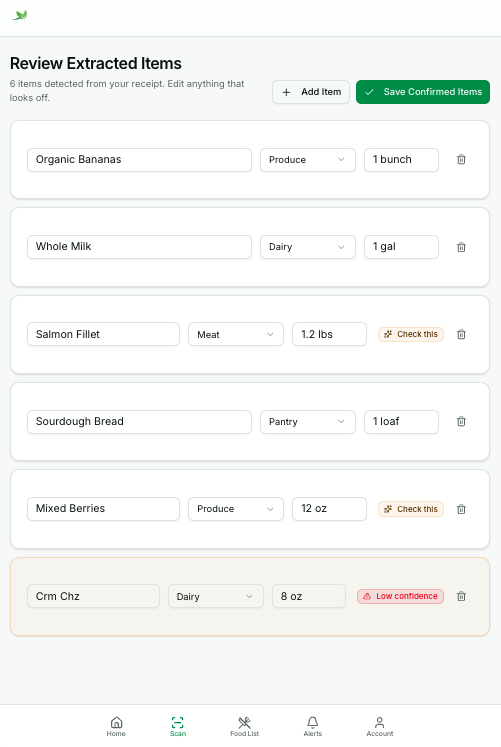 Review Extracted Items
6 items detected from your receipt. Edit anything that
looks off.
Add Item
Save Confirmed Items
Organic Bananas Produce 1 bunch
Whole Milk Dairy 1 gal
Salmon Fillet Meat 1.2 lbs Check this
Sourdough Bread Pantry 1 loaf
Mixed Berries Produce 12 oz Check this
Crm Chz Dairy 8 oz Low confidence
Home Scan Food List Alerts Account